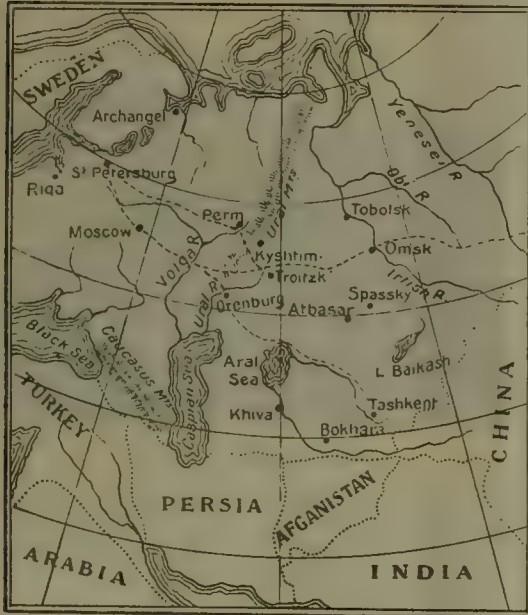 SWEDEN
Archangel
Yenesei R
Riga
St Petersburg
Obi R
Ural Mts
Perm
Tobolsk
Moscow
Volga R
Kyshtim
Omsk
Troitzk
Irtish R
Ural R
Orenburg
Atbasar
Spassky
Black Sea
Caucasus Mts
Caspian Sea
Aral
Sea
L Balkash
CHINA
TURKEY
Khiva
Tashkent
Bokhara
PERSIA
AFGANISTAN
ARABIA
INDIA